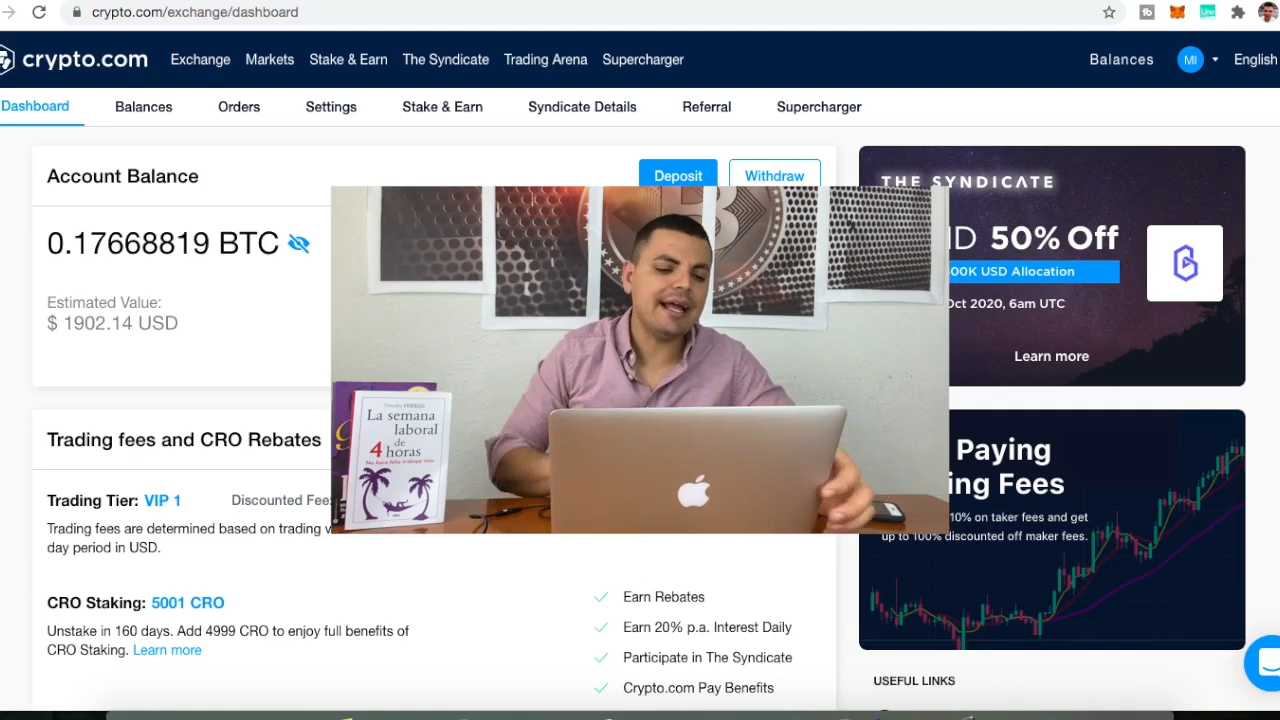 crypto.com/exchange/dashboard
crypto.com
Exchange
Markets
Stake & Earn
The Syndicate
Trading Arena
Supercharger
Balances
MI
English
Dashboard
Balances
Orders
Settings
Stake & Earn
Syndicate Details
Referral
Supercharger
Account Balance
Deposit
Withdraw
0.17668819 BTC
Estimated Value:
$ 1902.14 USD
THE SYNDICATE
50% Off
00K USD Allocation
Oct 2020, 6am UTC
Learn more
Timothy FERRISS
La semana
laboral
de
4 horas
No hace falta trabajar más
Trading fees and CRO Rebates
Trading Tier: VIP 1
Discounted Fee
Trading fees are determined based on trading v
day period in USD.
CRO Staking: 5001 CRO
Unstake in 160 days. Add 4999 CRO to enjoy full benefits of
CRO Staking. Learn more
Earn Rebates
Earn 20% p.a. Interest Daily
Participate in The Syndicate
Crypto.com Pay Benefits
Paying
ing Fees
10% on taker fees and get
up to 100% discounted off maker fees.
USEFUL LINKS